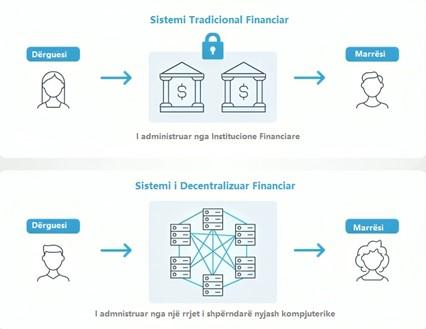 Sistemi Tradicional Financiar
Dërguesi
Marrësi
$ $
I administruar nga Institucione Financiare
Sistemi i Decentralizuar Financiar
Dërguesi
Marrësi
I admnistruar nga një rrjet i shpërndarë nyjash kompjuterike